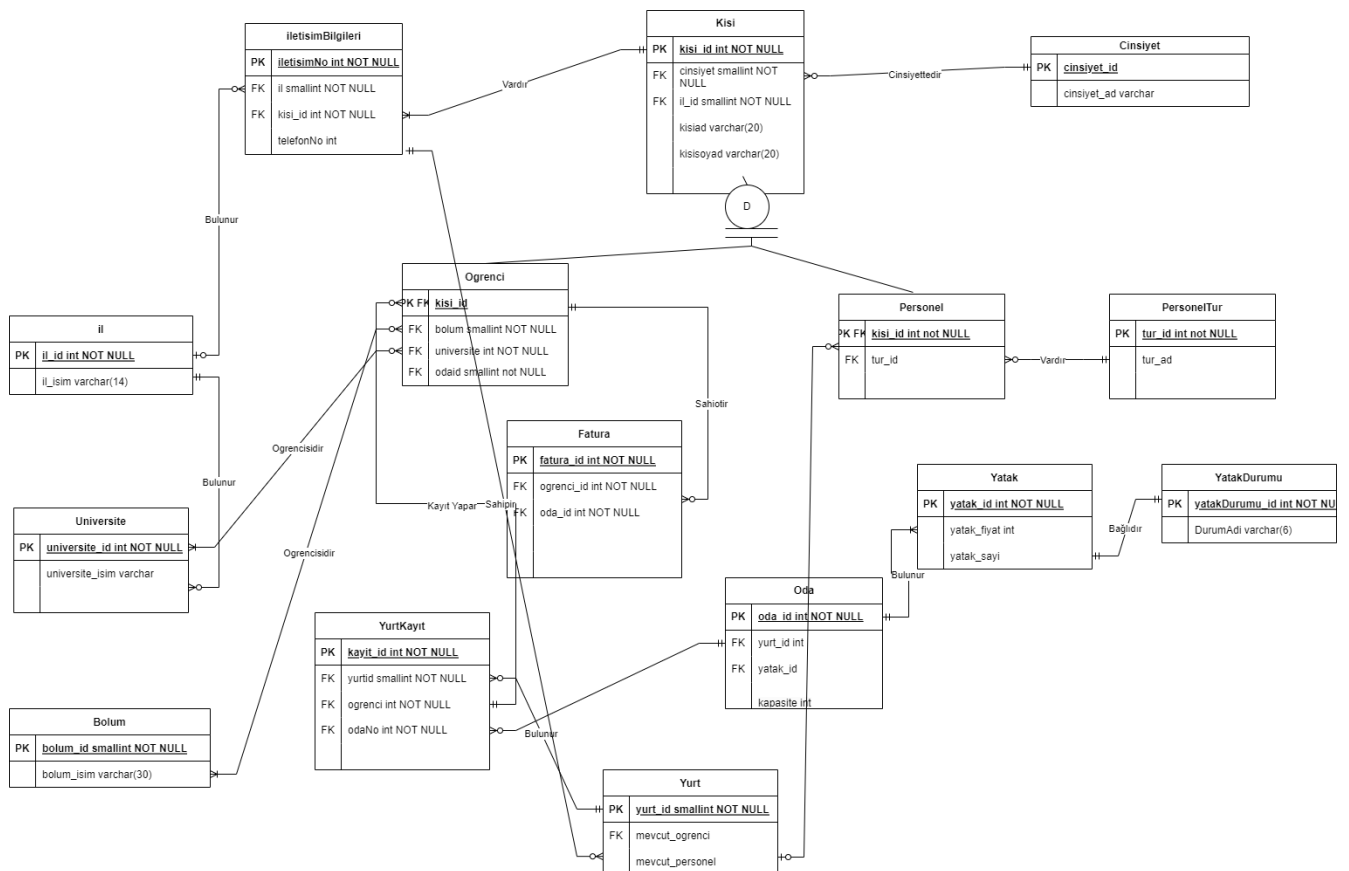 iletisimBilgileri
PK iletisimNo int NOT NULL
FK il smallint NOT NULL
FK kisi_id int NOT NULL
telefonNo int
Kisi
PK kisi_id int NOT NULL
FK cinsiyet smallint NOT
NULL
FK il_id smallint NOT NULL
kisiad varchar(20)
kisisoyad varchar(20)
Cinsiyet
PK cinsiyet_id
cinsiyet_ad varchar
Vardır
Cinsiyettedir
D
Bulunur
Ogrenci
PK FK kisi_id
FK bolum smallint NOT NULL
FK universite int NOT NULL
FK odaid smallint not NULL
Personel
PK FK kisi_id int not NULL
FK tur_id
Vardır
PersonelTur
PK tur_id int not NULL
tur_ad
il
PK il_id int NOT NULL
il_isim varchar(14)
Sahiotir
Ogrencisidir
Bulunur
Fatura
PK fatura_id int NOT NULL
FK ogrenci_id int NOT NULL
FK oda_id int NOT NULL
Kayıt Yapar
Sahipin
Yatak
PK yatak_id int NOT NULL
yatak_fiyat int
yatak_sayi
Bağlıdır
YatakDurumu
PK yatakDurumu_id int NOT NU
DurumAdi varchar(6)
Universite
PK universite_id int NOT NULL
universite_isim varchar
Ogrencisidir
Bulunur
Oda
PK oda_id int NOT NULL
FK yurt_id int
FK yatak_id
kapasite int
YurtKayıt
PK kayit_id int NOT NULL
FK yurtid smallint NOT NULL
FK ogrenci int NOT NULL
FK odaNo int NOT NULL
Bulunur
Bolum
PK bolum_id smallint NOT NULL
bolum_isim varchar(30)
Yurt
PK yurt_id smallint NOT NULL
FK mevcut_ogrenci
mevcut_personel